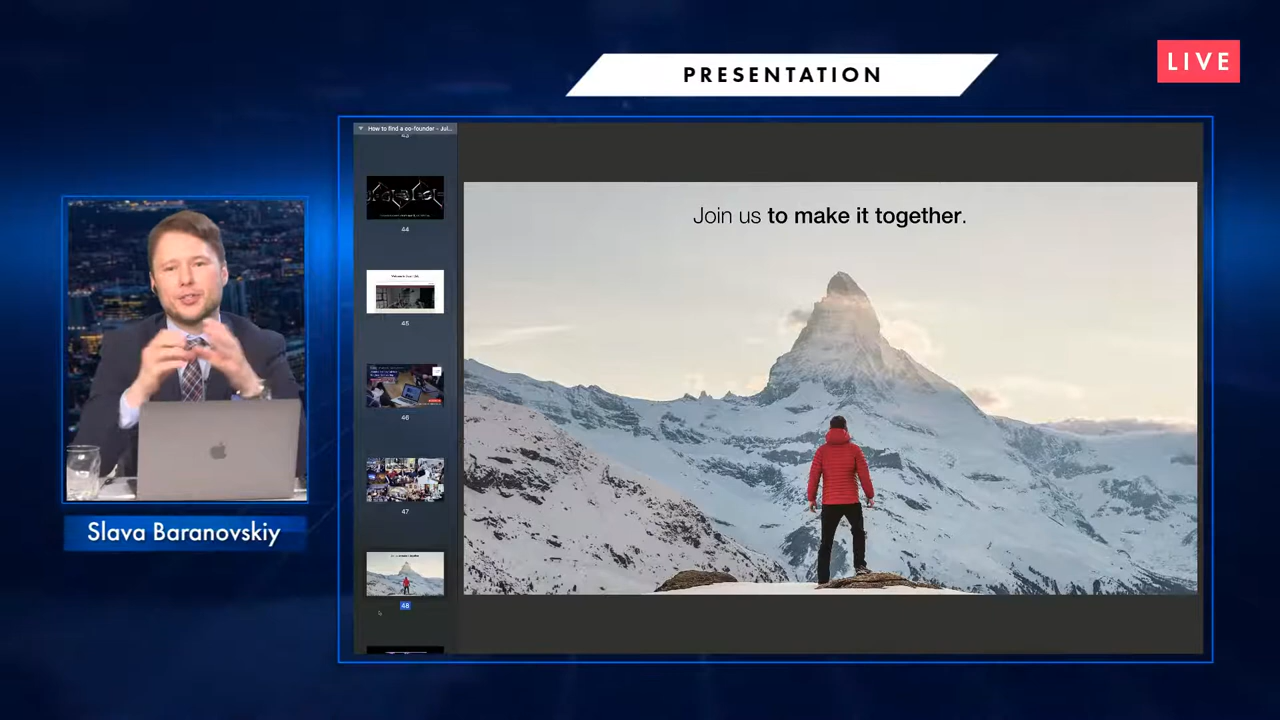 PRESENTATION
LIVE
How to find a co-founder - Jul...
43
44
45
46
47
48
Join us to make it together.
Slava Baranovskiy